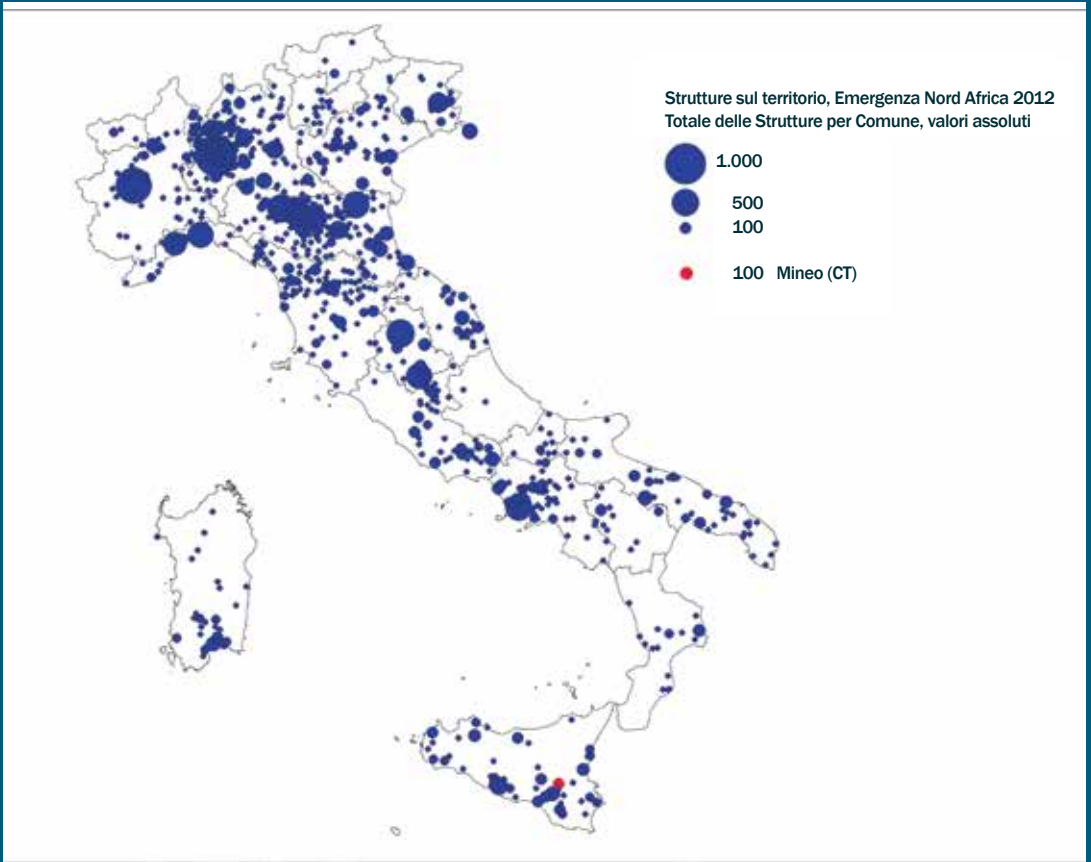 Strutture sul territorio, Emergenza Nord Africa 2012
Totale delle Strutture per Comune, valori assoluti
1.000
500
100
100 Mineo (CT)